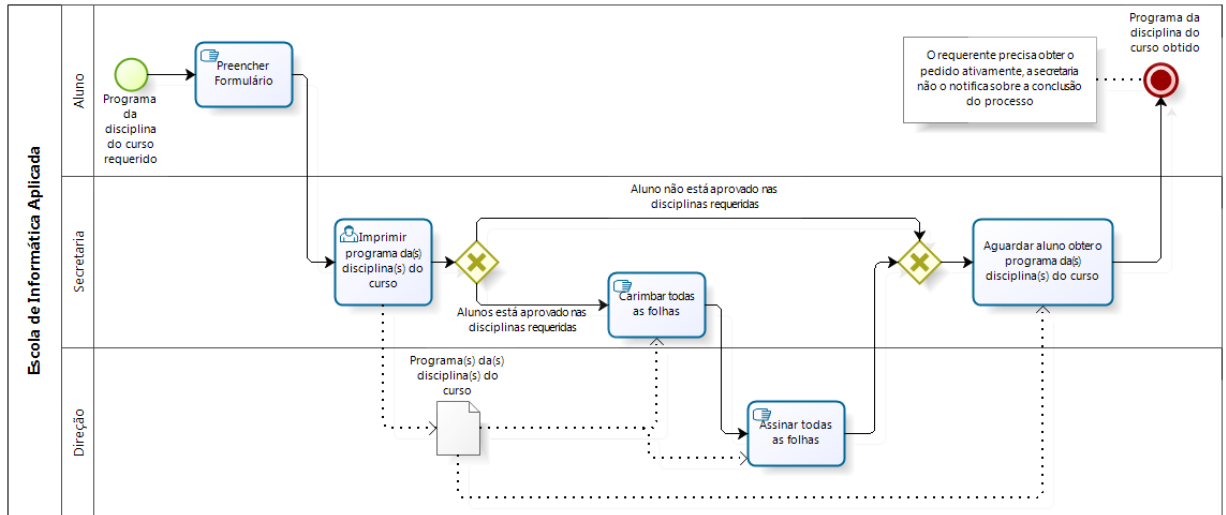 Escola de Informática Aplicada
Aluno
Programa
da
disciplina
do curso
requerido
Preencher
Formulário
O requerente precisa obter o
pedido ativamente, a secretaria
não o notifica sobre a conclusão
do processo
Programa da
disciplina do
curso obtido
Secretaria
Imprimir
programa da(s)
disciplina(s) do
curso
Aluno não está aprovado nas
disciplinas requeridas
Alunos está aprovado nas
disciplinas requeridas
Carimbar todas
as folhas
Aguardar aluno obter o
programa da(s)
disciplina(s) do curso
Direção
Programa(s) da(s)
disciplina(s) do
curso
Assinar todas
as folhas